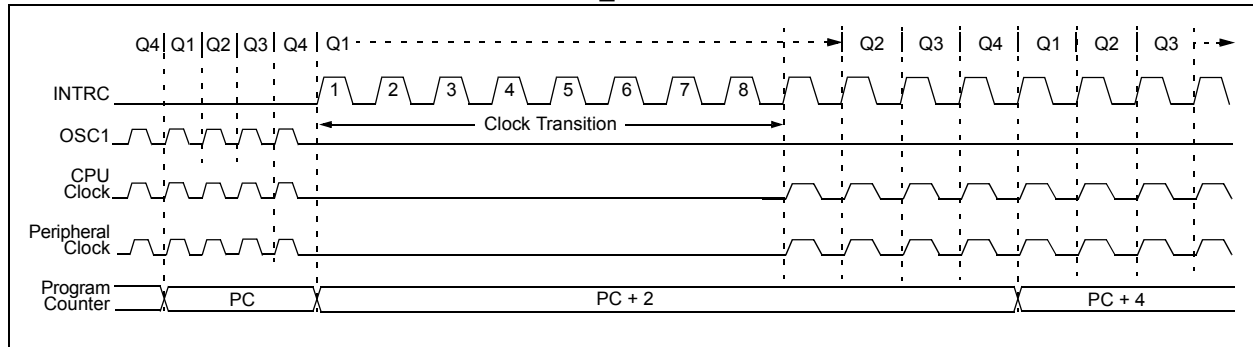 Q4 Q1 Q2 Q3 Q4 Q1 Q2 Q3 Q4 Q1 Q2 Q3
INTRC 1 2 3 4 5 6 7 8
Clock Transition
OSC1
CPU
Clock
Peripheral
Clock
Program
Counter
PC PC + 2 PC + 4